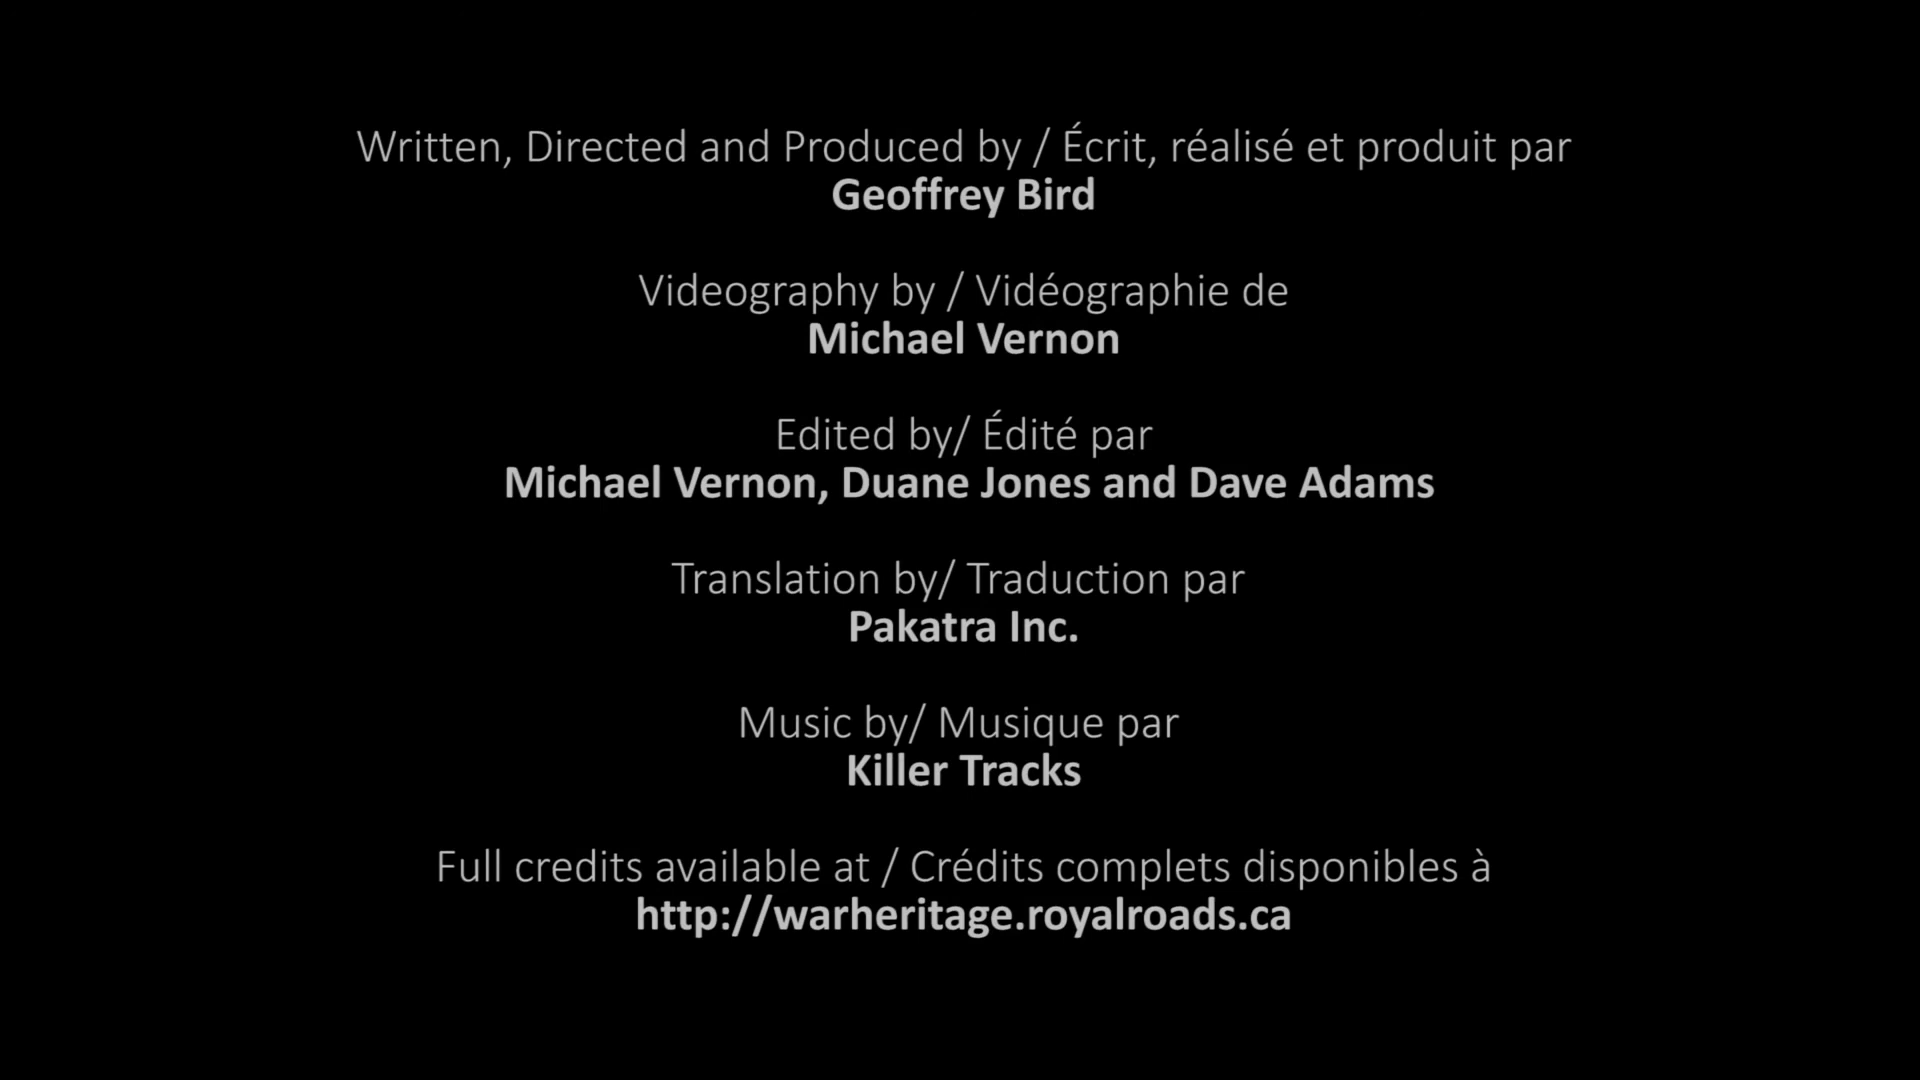 Written, Directed and Produced by / Écrit, réalisé et produit par
Geoffrey Bird
Videography by / Vidéographie de
Michael Vernon
Edited by/ Édité par
Michael Vernon, Duane Jones and Dave Adams
Translation by/ Traduction par
Pakatra Inc.
Music by/ Musique par
Killer Tracks
Full credits available at / Crédits complets disponibles à
http://warheritage.royalroads.ca